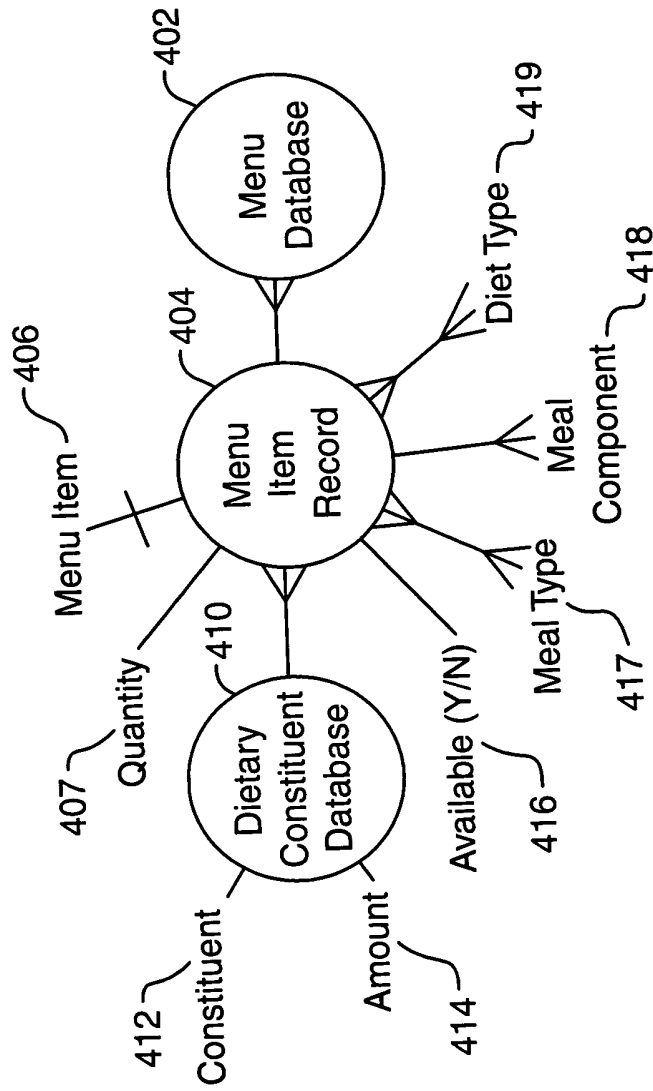 Menu Item
406
407
Quantity
404
402
410
Menu
Item
Record
Menu
Database
412
Constituent
Dietary
Constituent
Database
Amount
414
Available (Y/N)
416
Meal Type
417
Meal
Component
418
Diet Type
419